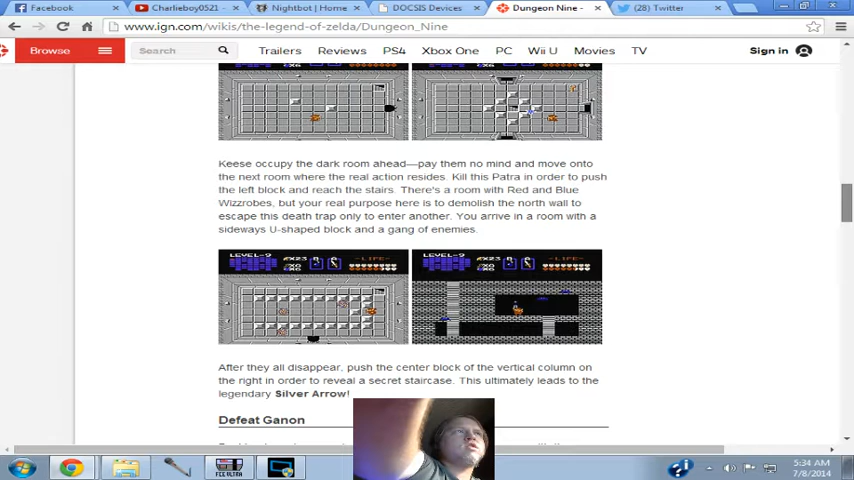 Facebook
Charlieboy0521 -
Nightbot | Home
DOCSIS Devices
Dungeon Nine -
(28) Twitter
www.ign.com/wikis/the-legend-of-zelda/Dungeon_Nine
Browse
Search
Trailers Reviews PS4 Xbox One PC Wii U Movies TV
Sign in
Keese occupy the dark room ahead—pay them no mind and move onto
the next room where the real action resides. Kill this Patra in order to push
the left block and reach the stairs. There's a room with Red and Blue
Wizzrobes, but your real purpose here is to demolish the north wall to
escape this death trap only to enter another. You arrive in a room with a
sideways U-shaped block and a gang of enemies.
LEVEL-9 X23 -LIFE-
X0
LEVEL-9 X23 -LIFE-
X0
After they all disappear, push the center block of the vertical column on
the right in order to reveal a secret staircase. This ultimately leads to the
legendary Silver Arrow!
Defeat Ganon
FCE ULTRA
5:34 AM
7/8/2014